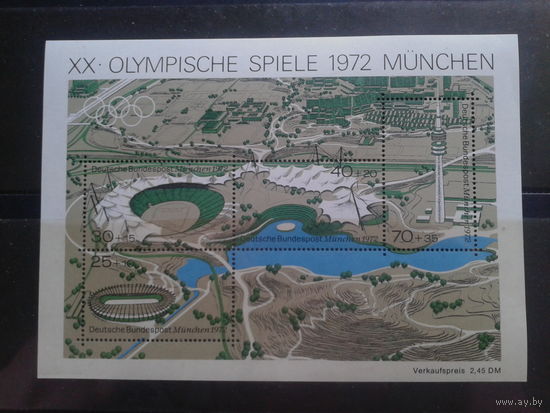 XX. OLYMPISCHE SPIELE 1972 MÜNCHEN
Deutsche Bundespost München 1972
30+15
Deutsche Bundespost München 1972
40+20
Deutsche Bundespost München 1972
70+35
25+10
Deutsche Bundespost München 1972
Verkaufspreis 2,45 DM
www.ay.by